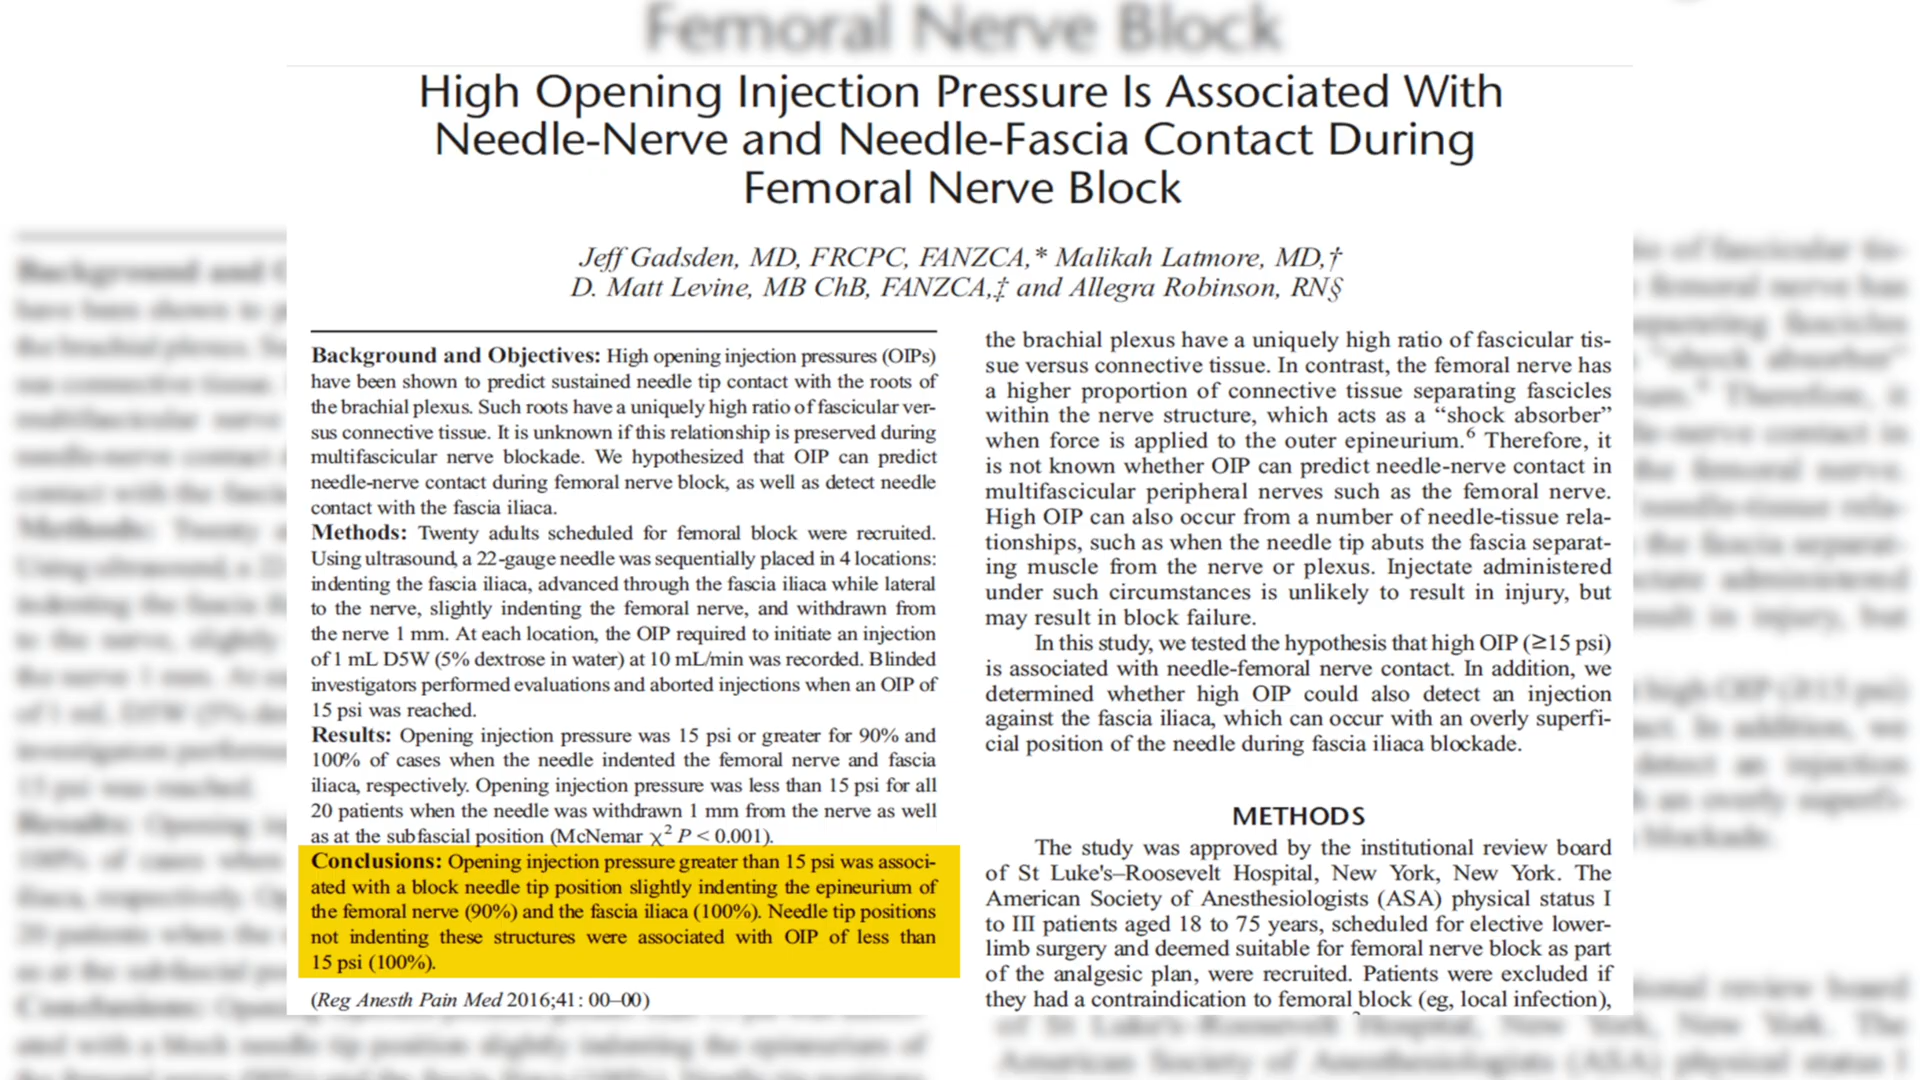 Femoral Nerve Block
High Opening Injection Pressure Is Associated With
Needle-Nerve and Needle-Fascia Contact During
Femoral Nerve Block
Jeff Gadsden, MD, FRCPC, FANZCA,* Malikah Latmore, MD,†
D. Matt Levine, MB ChB, FANZCA,‡ and Allegra Robinson, RN§
Background and Objectives: High opening injection pressures (OIPs)
have been shown to predict sustained needle tip contact with the roots of
the brachial plexus. Such roots have a uniquely high ratio of fascicular ver-
sus connective tissue. It is unknown if this relationship is preserved during
multifascicular nerve blockade. We hypothesized that OIP can predict
needle-nerve contact during femoral nerve block, as well as detect needle
contact with the fascia iliaca.
Methods: Twenty adults scheduled for femoral block were recruited.
Using ultrasound, a 22-gauge needle was sequentially placed in 4 locations:
indenting the fascia iliaca, advanced through the fascia iliaca while lateral
to the nerve, slightly indenting the femoral nerve, and withdrawn from
the nerve 1 mm. At each location, the OIP required to initiate an injection
of 1 mL D5W (5% dextrose in water) at 10 mL/min was recorded. Blinded
investigators performed evaluations and aborted injections when an OIP of
15 psi was reached.
Results: Opening injection pressure was 15 psi or greater for 90% and
100% of cases when the needle indented the femoral nerve and fascia
iliaca, respectively. Opening injection pressure was less than 15 psi for all
20 patients when the needle was withdrawn 1 mm from the nerve as well
as at the subfascial position (McNemar χ² P < 0.001).
Conclusions: Opening injection pressure greater than 15 psi was associ-
ated with a block needle tip position slightly indenting the epineurium of
the femoral nerve (90%) and the fascia iliaca (100%). Needle tip positions
not indenting these structures were associated with OIP of less than
15 psi (100%).
(Reg Anesth Pain Med 2016;41: 00–00)
the brachial plexus have a uniquely high ratio of fascicular tis-
sue versus connective tissue. In contrast, the femoral nerve has
a higher proportion of connective tissue separating fascicles
within the nerve structure, which acts as a “shock absorber”
when force is applied to the outer epineurium.⁶ Therefore, it
is not known whether OIP can predict needle-nerve contact in
multifascicular peripheral nerves such as the femoral nerve.
High OIP can also occur from a number of needle-tissue rela-
tionships, such as when the needle tip abuts the fascia separat-
ing muscle from the nerve or plexus. Injectate administered
under such circumstances is unlikely to result in injury, but
may result in block failure.
In this study, we tested the hypothesis that high OIP (≥15 psi)
is associated with needle-femoral nerve contact. In addition, we
determined whether high OIP could also detect an injection
against the fascia iliaca, which can occur with an overly superfi-
cial position of the needle during fascia iliaca blockade.
METHODS
The study was approved by the institutional review board
of St Luke's–Roosevelt Hospital, New York, New York. The
American Society of Anesthesiologists (ASA) physical status I
to III patients aged 18 to 75 years, scheduled for elective lower-
limb surgery and deemed suitable for femoral nerve block as part
of the analgesic plan, were recruited. Patients were excluded if
they had a contraindication to femoral block (eg, local infection),